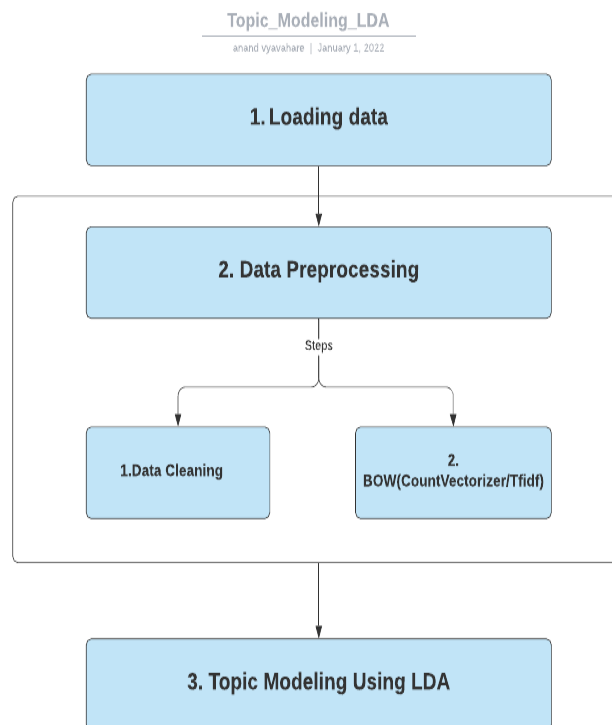 Topic_Modeling_LDA
anand vyavahare | January 1, 2022
1. Loading data
2. Data Preprocessing
Steps
1.Data Cleaning
2.
BOW(CountVectorizer/Tfidf)
3. Topic Modeling Using LDA